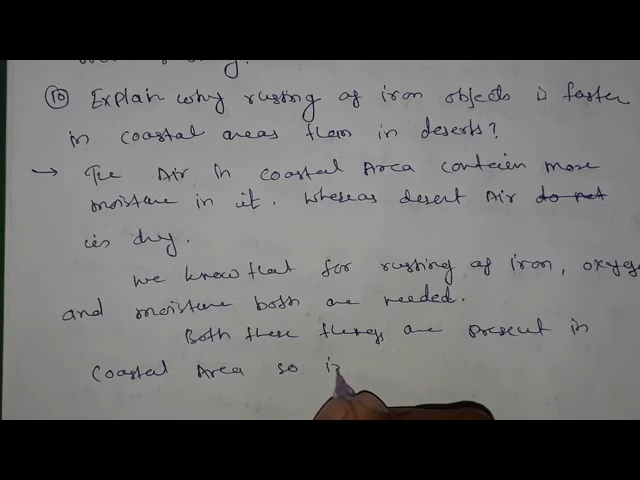 (10) Explain why rusting of iron objects is faster
in coastal areas than in deserts?
→ The Air in coastal Area contain more
moisture in it. Whereas desert Air do not
is dry.
We know that for rusting of iron, oxyge
and moisture both are needed.
Both these things are present in
Coastal Area so i